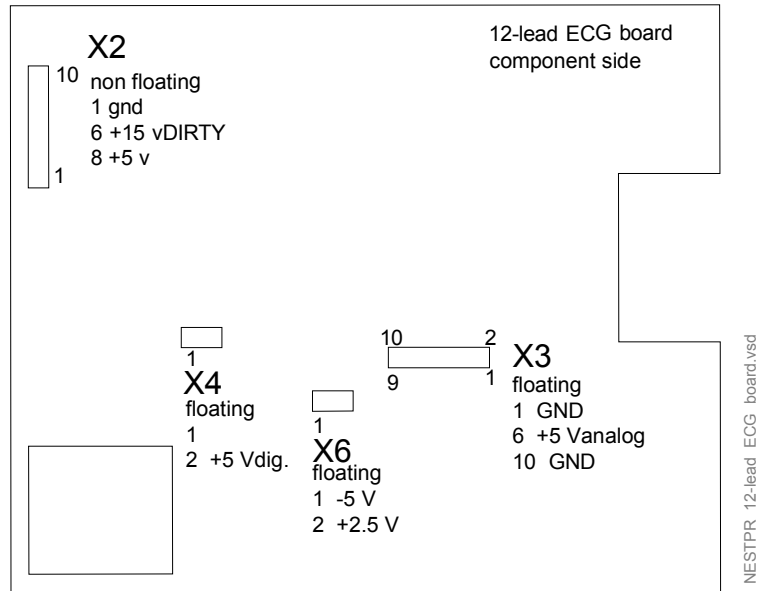 12-lead ECG board
component side
X2
10
non floating
1 gnd
6 +15 vDIRTY
8 +5 v
1
1
X4
floating
1
2 +5 Vdig.
1
X6
floating
1 -5 V
2 +2.5 V
10 2
9 1
X3
floating
1 GND
6 +5 Vanalog
10 GND
NESTPR 12-lead ECG board.vsd